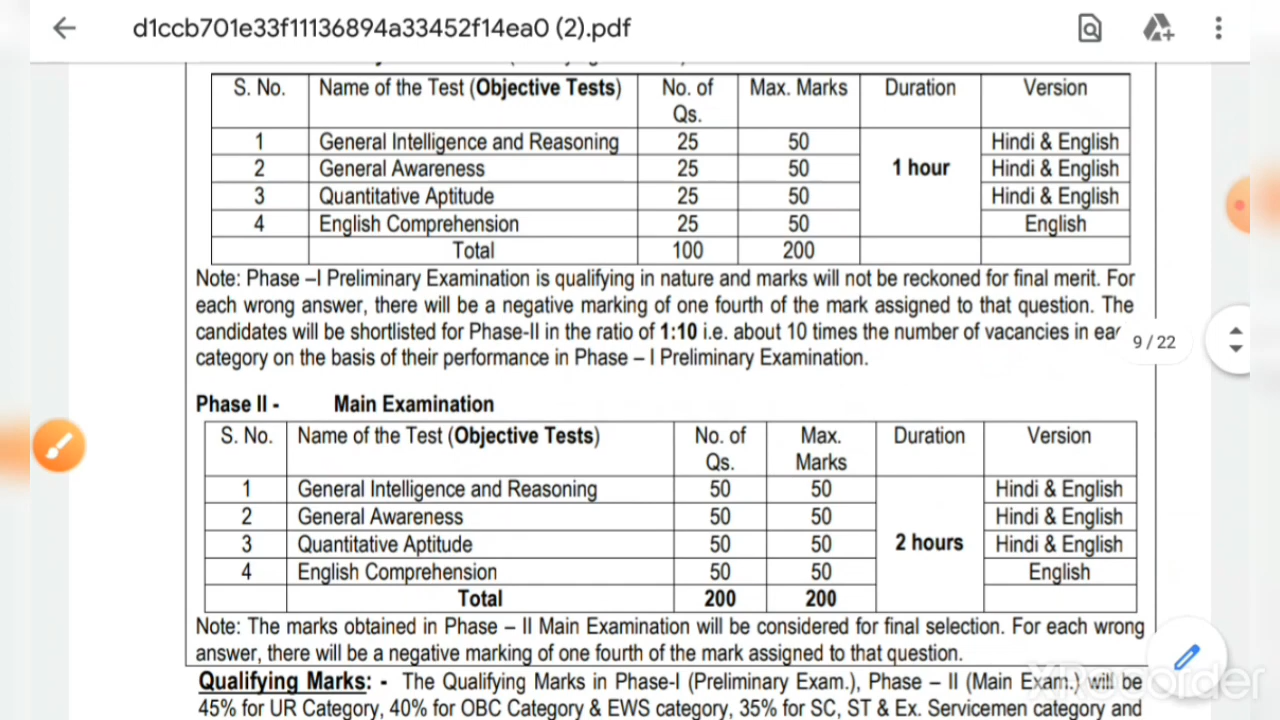 d1ccb701e33f11136894a33452f14ea0 (2).pdf
S. No. Name of the Test (Objective Tests) No. of Qs. Max. Marks Duration Version
1 General Intelligence and Reasoning 25 50 1 hour Hindi & English
2 General Awareness 25 50 Hindi & English
3 Quantitative Aptitude 25 50 Hindi & English
4 English Comprehension 25 50 English
Total 100 200
Note: Phase –I Preliminary Examination is qualifying in nature and marks will not be reckoned for final merit. For
each wrong answer, there will be a negative marking of one fourth of the mark assigned to that question. The
candidates will be shortlisted for Phase-II in the ratio of 1:10 i.e. about 10 times the number of vacancies in
category on the basis of their performance in Phase – I Preliminary Examination.
9 / 22
Phase II - Main Examination
S. No. Name of the Test (Objective Tests) No. of Qs. Max. Marks Duration Version
1 General Intelligence and Reasoning 50 50 2 hours Hindi & English
2 General Awareness 50 50 Hindi & English
3 Quantitative Aptitude 50 50 Hindi & English
4 English Comprehension 50 50 English
Total 200 200
Note: The marks obtained in Phase – II Main Examination will be considered for final selection. For each wrong
answer, there will be a negative marking of one fourth of the mark assigned to that question.
Qualifying Marks: - The Qualifying Marks in Phase-I (Preliminary Exam.), Phase – II (Main Exam.) will be
45% for UR Category, 40% for OBC Category & EWS category, 35% for SC, ST & Ex. Servicemen category and
XRecorder